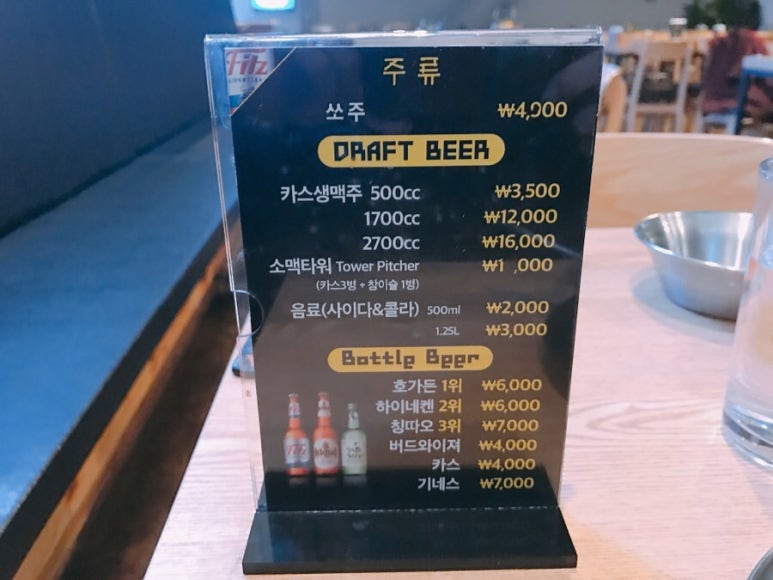 Fitz
주류
쏘주 ₩4,000
DRAFT BEER
카스생맥주 500cc ₩3,500
1700cc ₩12,000
2700cc ₩16,000
소맥타워 Tower Pitcher
(카스3병 + 참이슬 1병)
음료(사이다&콜라) 500ml ₩2,000
1.25L ₩3,000
Bottle Beer
호가든 1위 ₩6,000
하이네켄 2위 ₩6,000
칭따오 3위 ₩7,000
버드와이져 ₩4,000
카스 ₩4,000
기네스 ₩7,000
Fitz